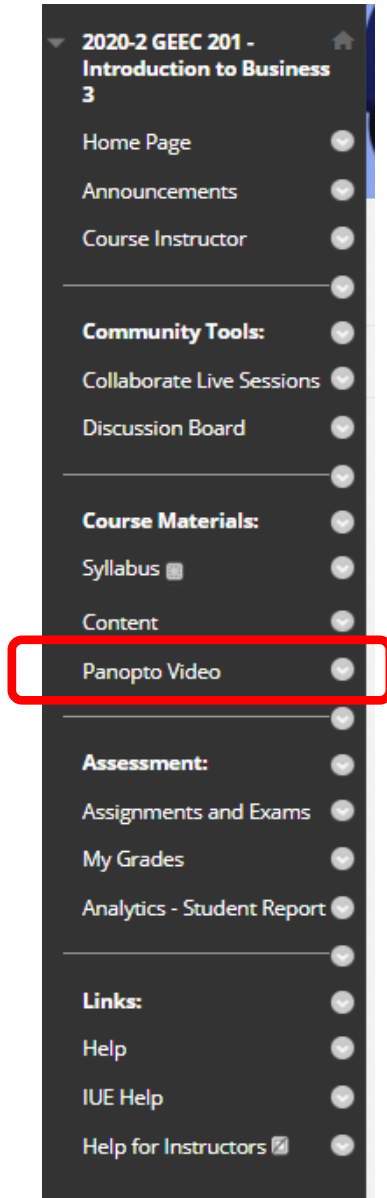 2020-2 GEEC 201 -
Introduction to Business
3
Home Page
Announcements
Course Instructor
Community Tools:
Collaborate Live Sessions
Discussion Board
Course Materials:
Syllabus
Content
Panopto Video
Assessment:
Assignments and Exams
My Grades
Analytics - Student Report
Links:
Help
IUE Help
Help for Instructors